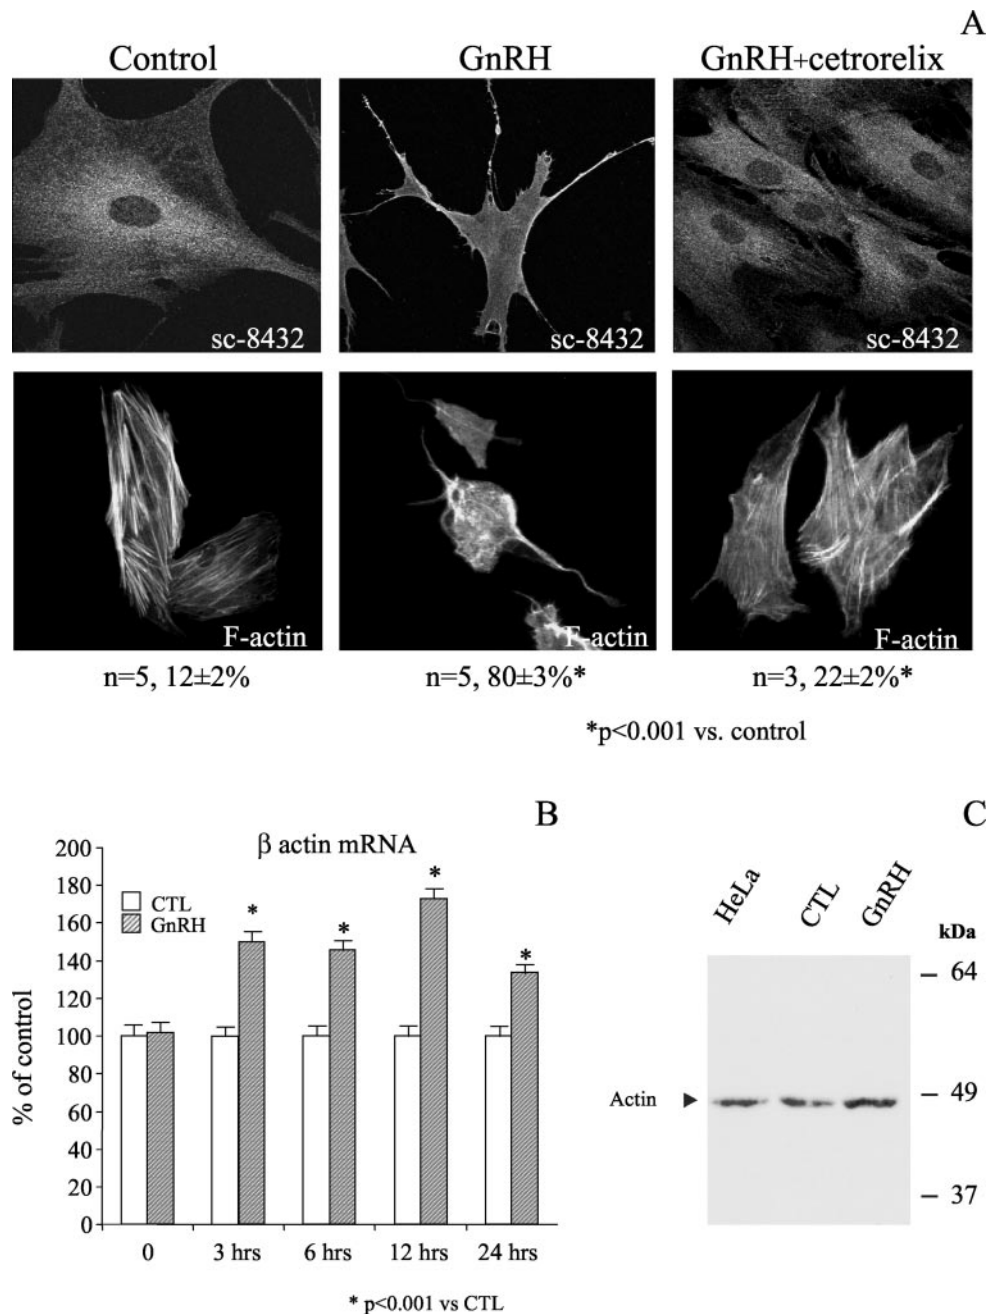 A
Control GnRH GnRH+cetrorelix
sc-8432 sc-8432 sc-8432
F-actin F-actin F-actin
n=5, 12±2% n=5, 80±3%* n=3, 22±2%*
*p<0.001 vs. control
B
β actin mRNA
% of control
200
180
160
140
120
100
80
60
40
20
0
CTL
GnRH
* * * *
0 3 hrs 6 hrs 12 hrs 24 hrs
* p<0.001 vs CTL
C
HeLa CTL GnRH
kDa
64
Actin
49
37